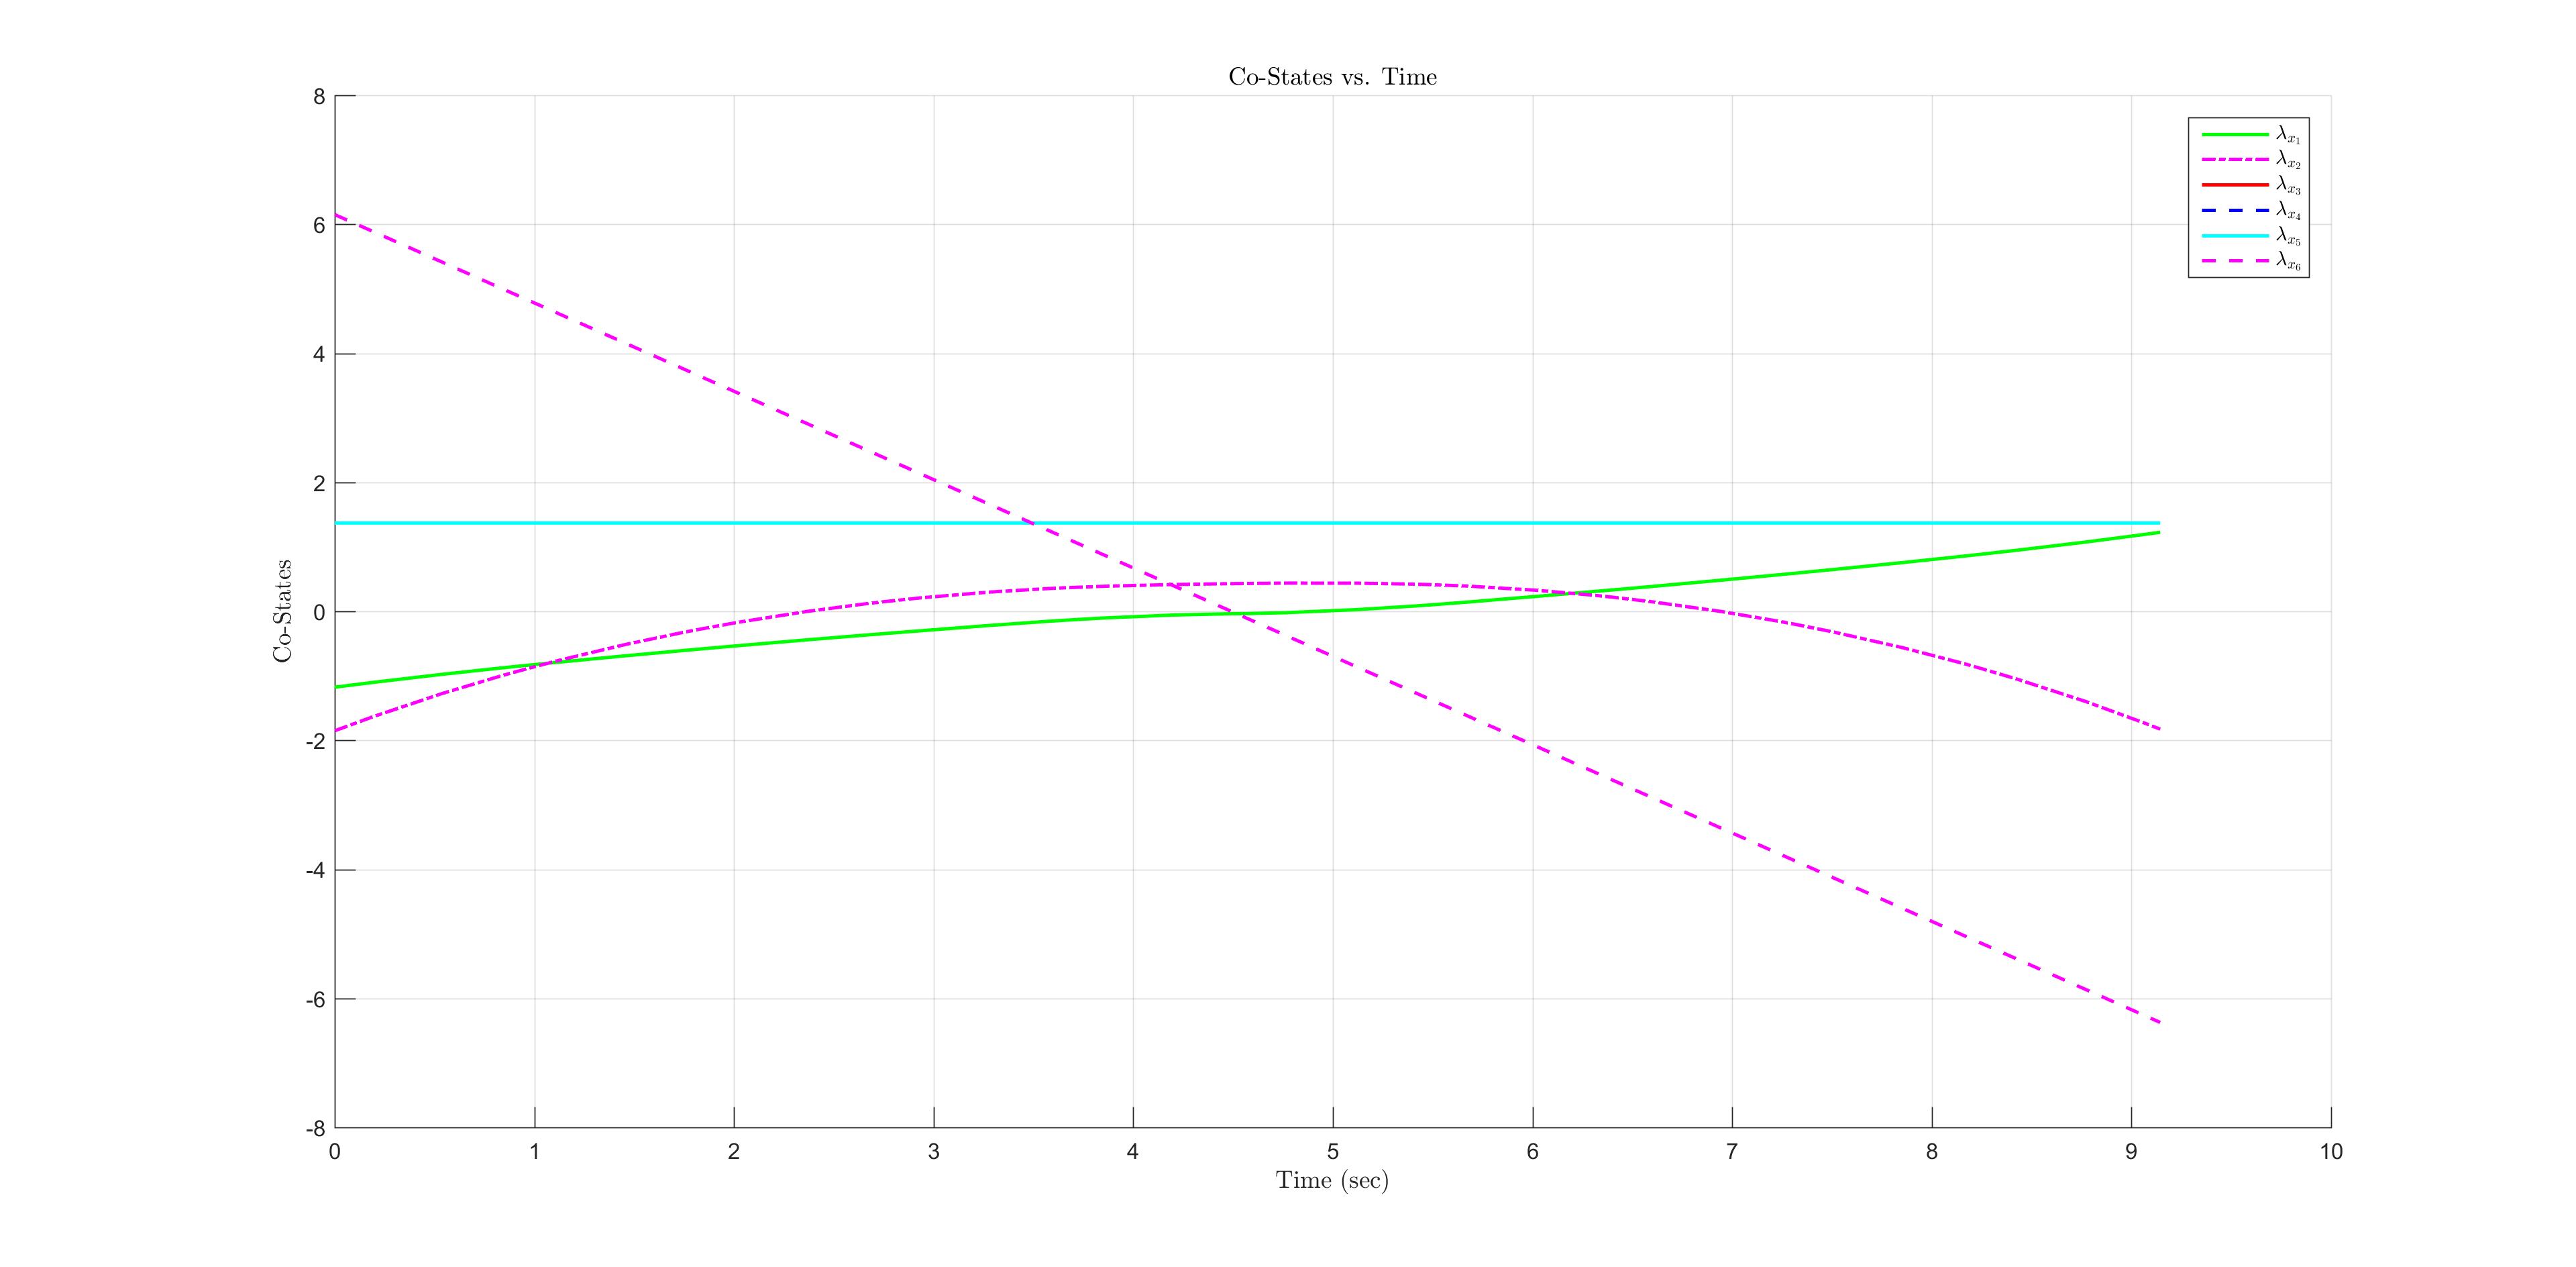 Co-States vs. Time
8
6
4
2
0
-2
-4
-6
-8
Co-States
0 1 2 3 4 5 6 7 8 9 10
Time (sec)
λx1
λx2
λx3
λx4
λx5
λx6